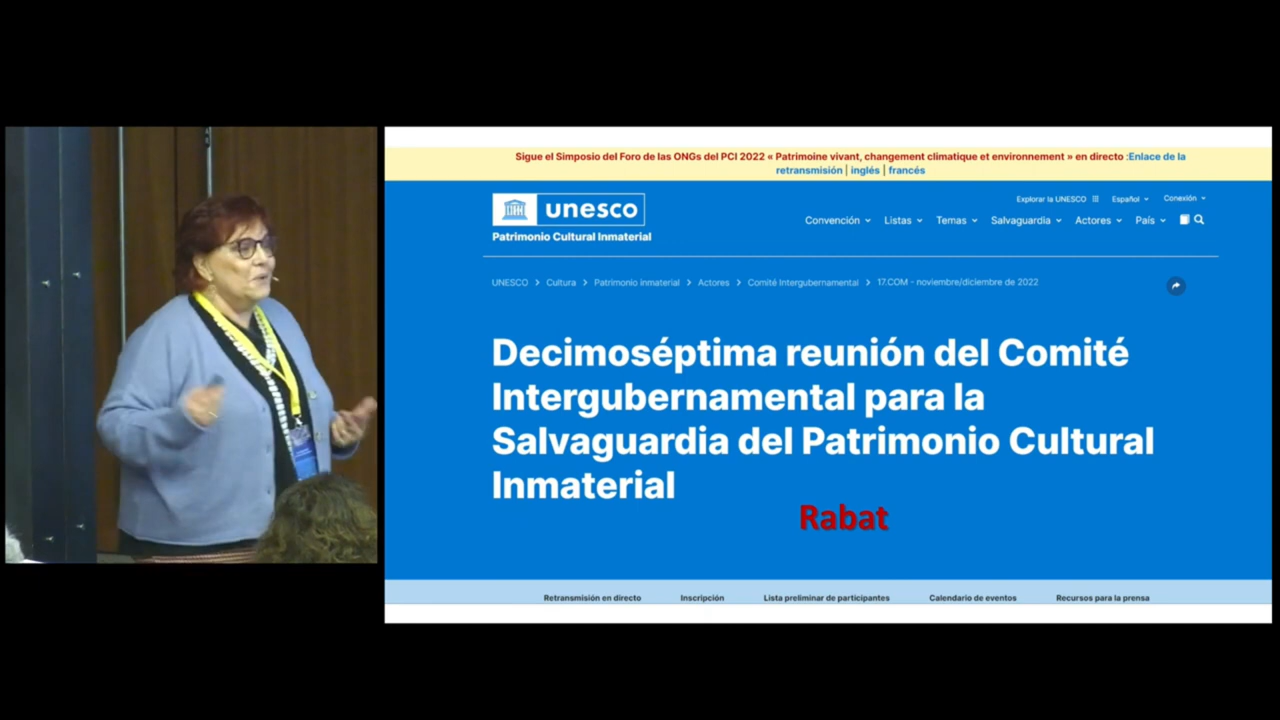 Sigue el Simposio del Foro de las ONGs del PCI 2022 « Patrimoine vivant, changement climatique et environnement » en directo :Enlace de la
retransmisión | inglés | francés
unesco
Patrimonio Cultural Inmaterial
Explorar la UNESCO
Español
Conexión
Convención
Listas
Temas
Salvaguardia
Actores
País
UNESCO > Cultura > Patrimonio inmaterial > Actores > Comité Intergubernamental > 17.COM - noviembre/diciembre de 2022
Decimoséptima reunión del Comité
Intergubernamental para la
Salvaguardia del Patrimonio Cultural
Inmaterial
Rabat
Retransmisión en directo
Inscripción
Lista preliminar de participantes
Calendario de eventos
Recursos para la prensa